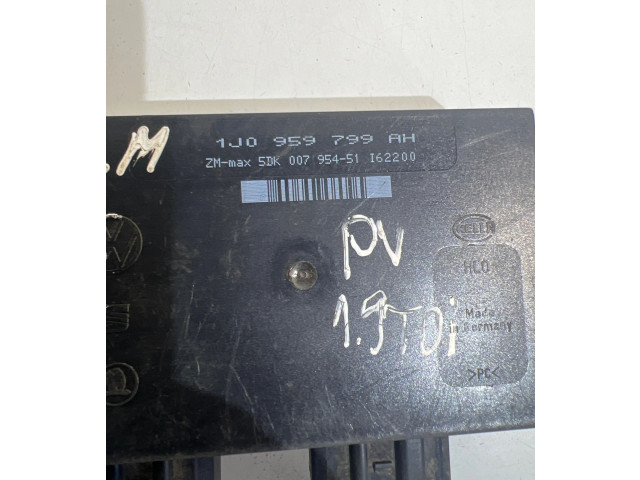 1J0 959 799 AH
ZM-max 5DK 007 954-51 I62200
.M
PV
HELLA
HLO
1.9TDi
Made
in Germany
>PC<